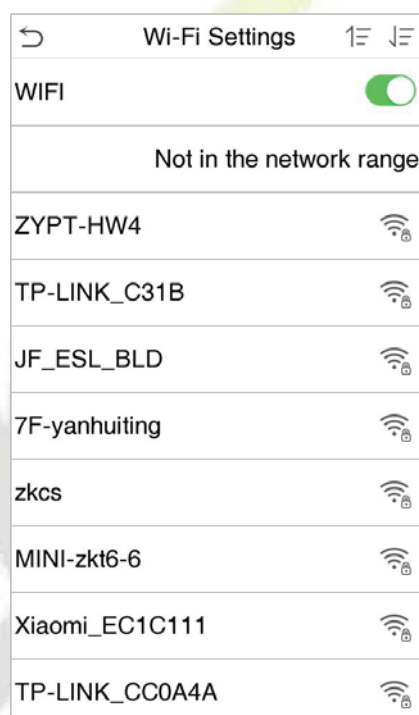 Wi-Fi Settings
WIFI
Not in the network range
ZYPT-HW4
TP-LINK_C31B
JF_ESL_BLD
7F-yanhuiting
zkcs
MINI-zkt6-6
Xiaomi_EC1C111
TP-LINK_CC0A4A